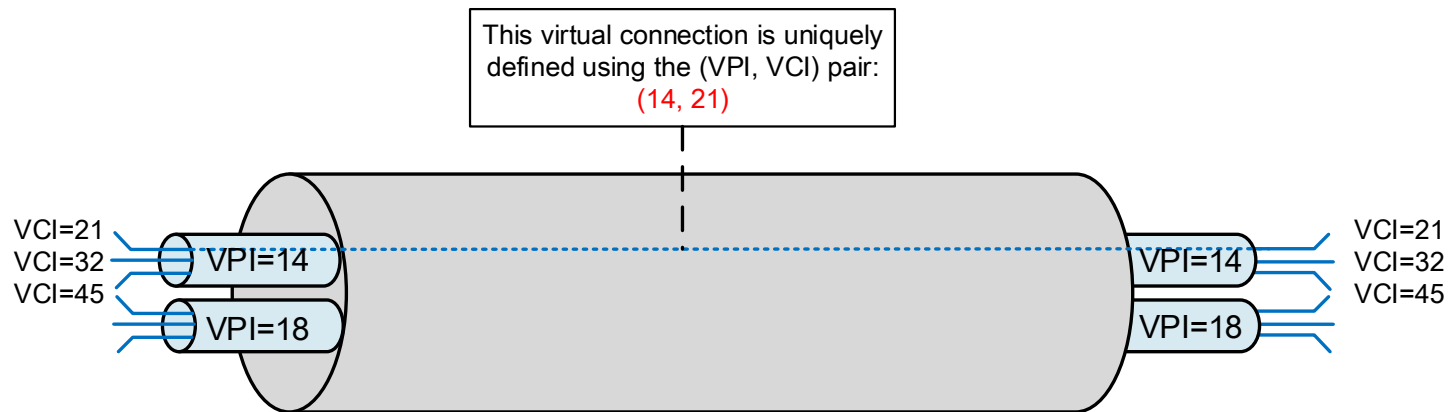 This virtual connection is uniquely
defined using the (VPI, VCI) pair:
(14, 21)
VCI=21
VCI=32
VCI=45
VPI=14
VPI=18
VPI=14
VPI=18
VCI=21
VCI=32
VCI=45